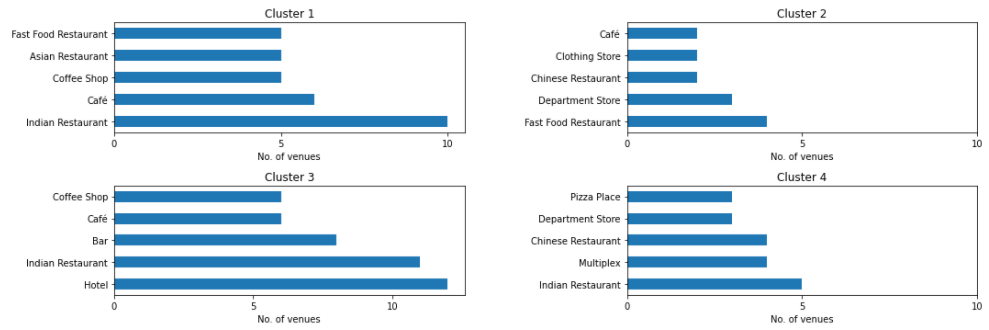 Cluster 1
Fast Food Restaurant
Asian Restaurant
Coffee Shop
Café
Indian Restaurant
0 5 10
No. of venues
Cluster 2
Café
Clothing Store
Chinese Restaurant
Department Store
Fast Food Restaurant
0 5 10
No. of venues
Cluster 3
Coffee Shop
Café
Bar
Indian Restaurant
Hotel
0 5 10
No. of venues
Cluster 4
Pizza Place
Department Store
Chinese Restaurant
Multiplex
Indian Restaurant
0 5 10
No. of venues